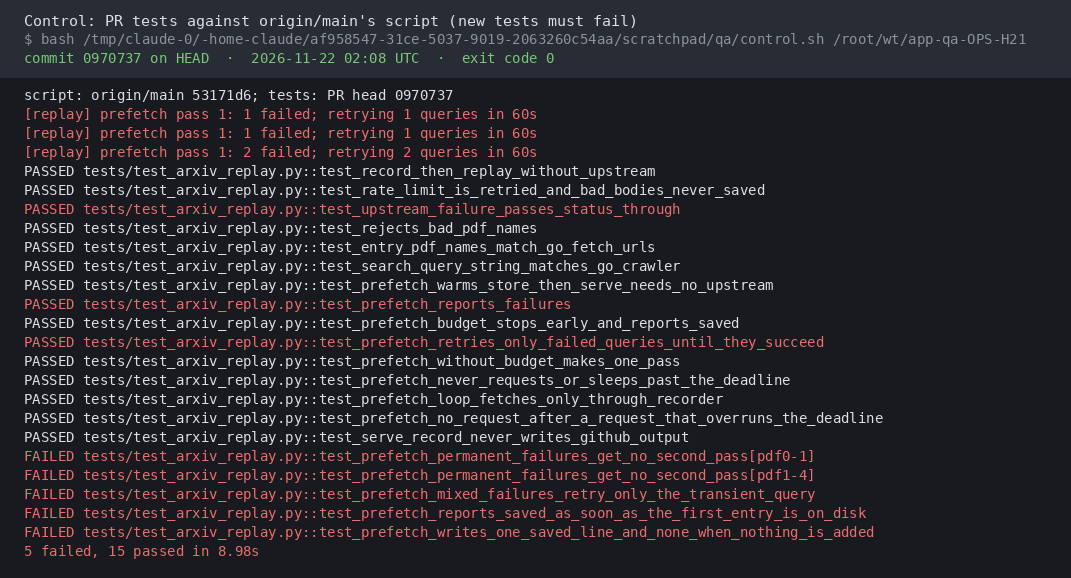 Control: PR tests against origin/main's script (new tests must fail)
$ bash /tmp/claude-0/-home-claude/af958547-31ce-5037-9019-2063260c54aa/scratchpad/qa/control.sh /root/wt/app-qa-OPS-H21
commit 0970737 on HEAD · 2026-11-22 02:08 UTC · exit code 0
script: origin/main 53171d6; tests: PR head 0970737
[replay] prefetch pass 1: 1 failed; retrying 1 queries in 60s
[replay] prefetch pass 1: 1 failed; retrying 1 queries in 60s
[replay] prefetch pass 1: 2 failed; retrying 2 queries in 60s
PASSED tests/test_arxiv_replay.py::test_record_then_replay_without_upstream
PASSED tests/test_arxiv_replay.py::test_rate_limit_is_retried_and_bad_bodies_never_saved
PASSED tests/test_arxiv_replay.py::test_upstream_failure_passes_status_through
PASSED tests/test_arxiv_replay.py::test_rejects_bad_pdf_names
PASSED tests/test_arxiv_replay.py::test_entry_pdf_names_match_go_fetch_urls
PASSED tests/test_arxiv_replay.py::test_search_query_string_matches_go_crawler
PASSED tests/test_arxiv_replay.py::test_prefetch_warms_store_then_serve_needs_no_upstream
PASSED tests/test_arxiv_replay.py::test_prefetch_reports_failures
PASSED tests/test_arxiv_replay.py::test_prefetch_budget_stops_early_and_reports_saved
PASSED tests/test_arxiv_replay.py::test_prefetch_retries_only_failed_queries_until_they_succeed
PASSED tests/test_arxiv_replay.py::test_prefetch_without_budget_makes_one_pass
PASSED tests/test_arxiv_replay.py::test_prefetch_never_requests_or_sleeps_past_the_deadline
PASSED tests/test_arxiv_replay.py::test_prefetch_loop_fetches_only_through_recorder
PASSED tests/test_arxiv_replay.py::test_prefetch_no_request_after_a_request_that_overruns_the_deadline
PASSED tests/test_arxiv_replay.py::test_serve_record_never_writes_github_output
FAILED tests/test_arxiv_replay.py::test_prefetch_permanent_failures_get_no_second_pass[pdf0-1]
FAILED tests/test_arxiv_replay.py::test_prefetch_permanent_failures_get_no_second_pass[pdf1-4]
FAILED tests/test_arxiv_replay.py::test_prefetch_mixed_failures_retry_only_the_transient_query
FAILED tests/test_arxiv_replay.py::test_prefetch_reports_saved_as_soon_as_the_first_entry_is_on_disk
FAILED tests/test_arxiv_replay.py::test_prefetch_writes_one_saved_line_and_none_when_nothing_is_added
5 failed, 15 passed in 8.98s